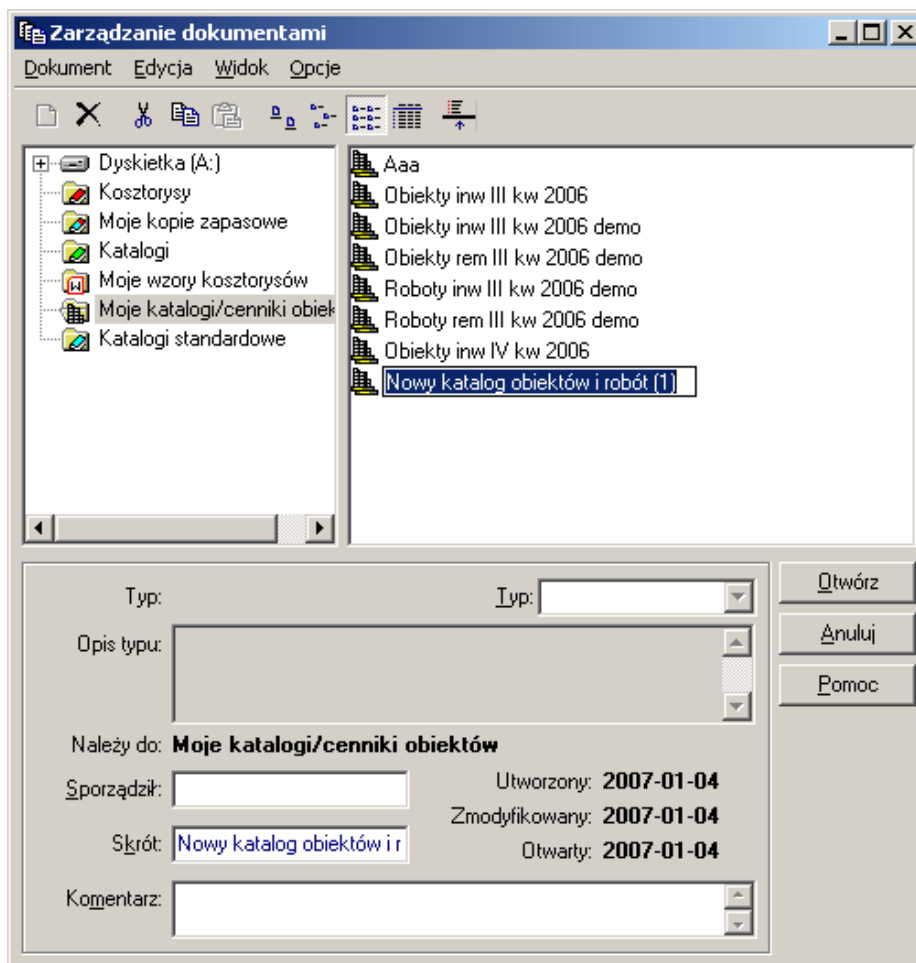 Zarządzanie dokumentami
Dokument Edycja Widok Opcje
Dyskietka (A:)
Kosztorysy
Moje kopie zapasowe
Katalogi
Moje wzory kosztorysów
Moje katalogi/cenniki obiek
Katalogi standardowe
Aaa
Obiekty inw III kw 2006
Obiekty inw III kw 2006 demo
Obiekty rem III kw 2006 demo
Roboty inw III kw 2006 demo
Roboty rem III kw 2006 demo
Obiekty inw IV kw 2006
Nowy katalog obiektów i robót (1)
Typ: Typ:
Opis typu:
Należy do: Moje katalogi/cenniki obiektów
Sporządził: Utworzony: 2007-01-04
Zmodyfikowany: 2007-01-04
Skrót: Nowy katalog obiektów i r Otwarty: 2007-01-04
Komentarz:
Otwórz
Anuluj
Pomoc